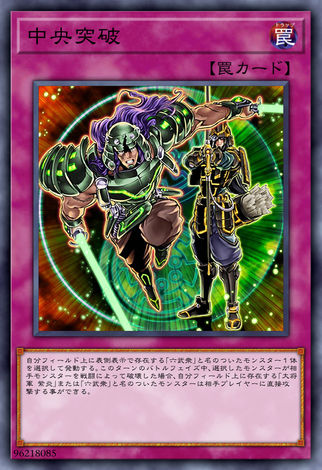 中央突破
トラップ
罠
【罠カード】
自分フィールド上に表側表示で存在する「六武衆」と名のついたモンスター１体
を選択して発動する。このターンのバトルフェイズ中、選択したモンスターが相
手モンスターを戦闘によって破壊した場合、自分フィールド上に存在する「大将
軍 紫炎」または「六武衆」と名のついたモンスターは相手プレイヤーに直接攻
撃する事ができる。
96218085